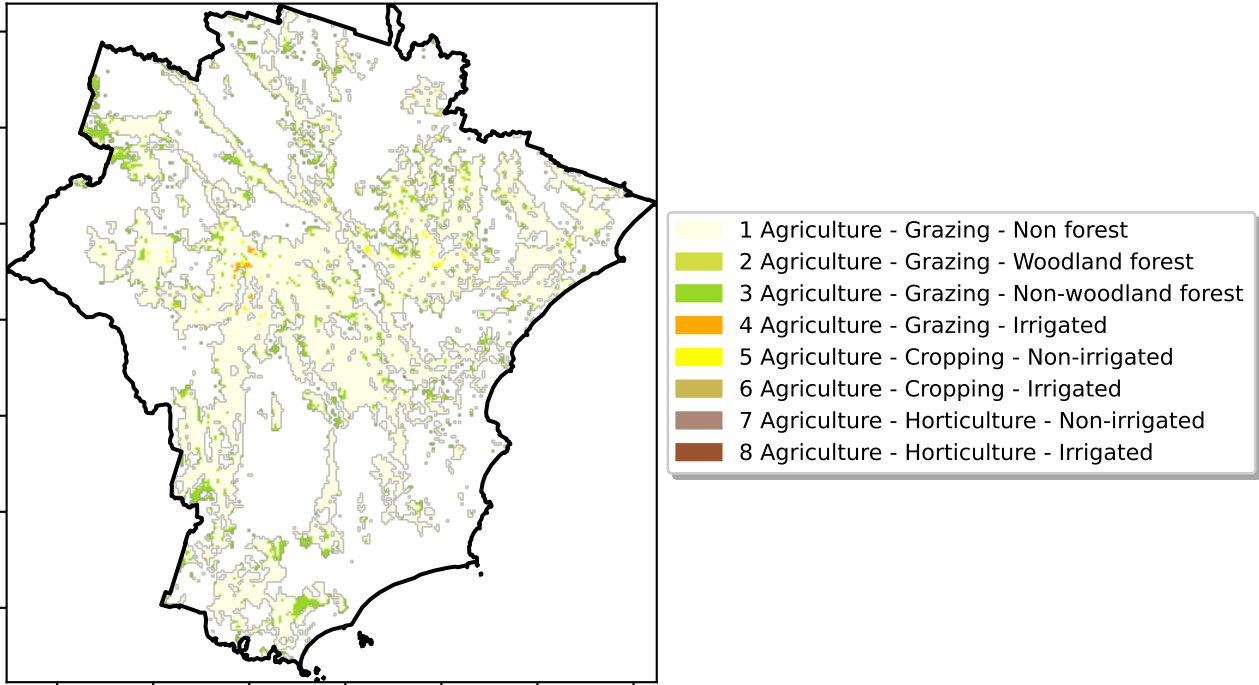 1 Agriculture - Grazing - Non forest
2 Agriculture - Grazing - Woodland forest
3 Agriculture - Grazing - Non-woodland forest
4 Agriculture - Grazing - Irrigated
5 Agriculture - Cropping - Non-irrigated
6 Agriculture - Cropping - Irrigated
7 Agriculture - Horticulture - Non-irrigated
8 Agriculture - Horticulture - Irrigated